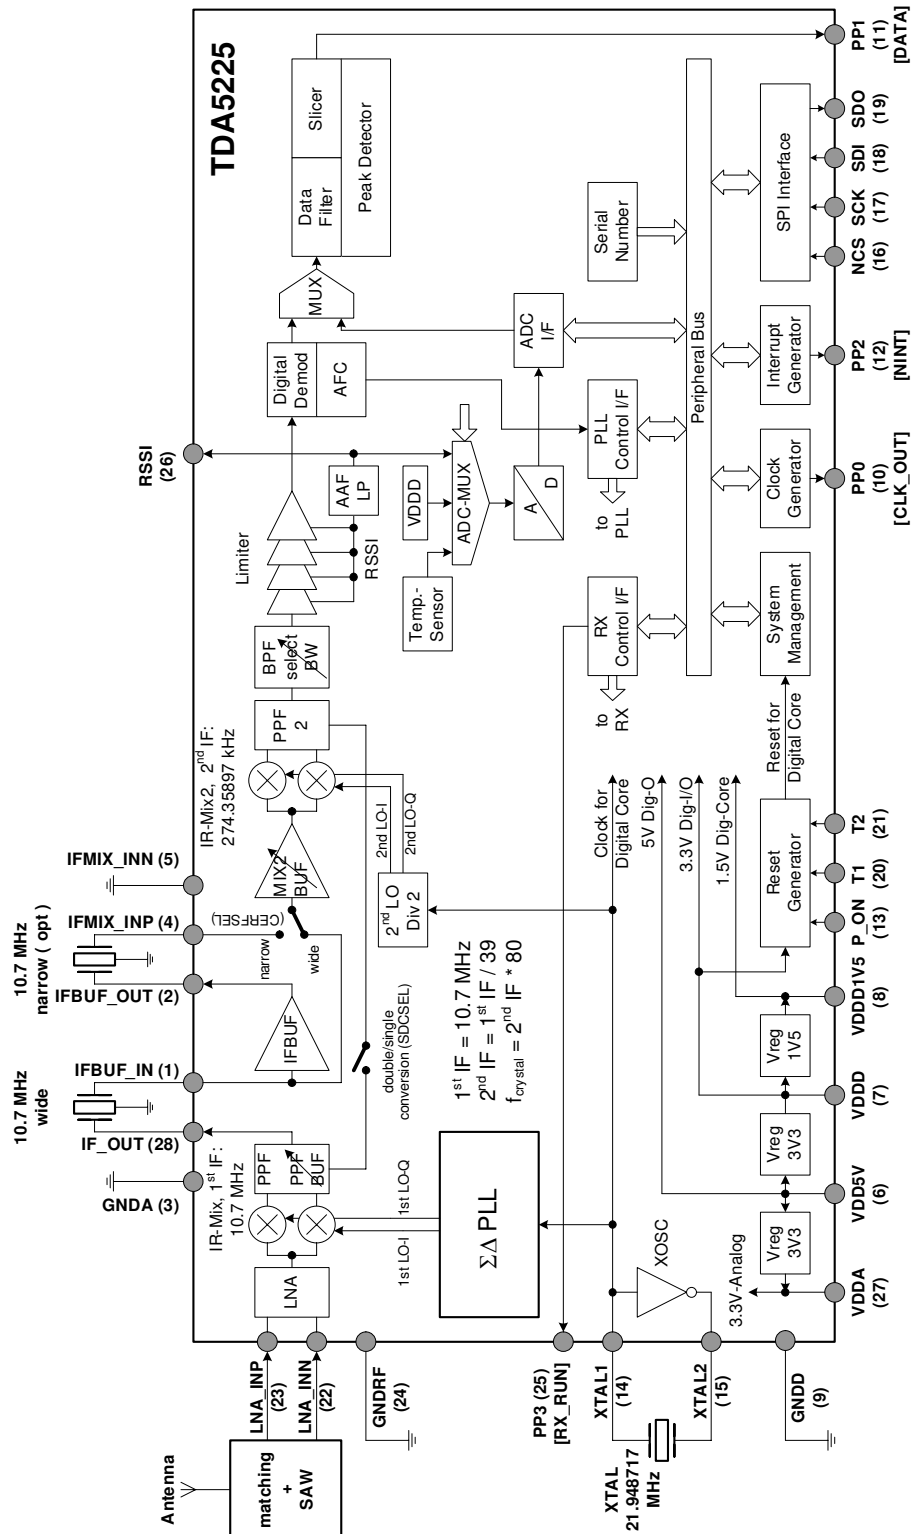 TDA5225
Antenna
matching
+
SAW
LNA_INP
(23)
LNA_INN
(22)
GNDRF
(24)
PP3 (25)
[RX_RUN]
XTAL1
(14)
XTAL
21.948717
MHz
XTAL2
(15)
GNDD
(9)
GNDA (3)
IF_OUT (28)
10.7 MHz
wide
IFBUF_IN (1)
IFBUF_OUT (2)
10.7 MHz
narrow ( opt )
IFMIX_INP (4)
IFMIX_INN (5)
RSSI
(26)
LNA
IR-Mix, 1st IF:
10.7 MHz
PPF
PPF
BUF
1st LO-I
1st LO-Q
ΣΔ PLL
IFBUF
narrow
(CERFSEL)
wide
double/single
conversion (SDCSEL)
MIX2
BUF
IR-Mix2, 2nd IF:
274.35897 kHz
PPF
2
2nd LO-I
2nd LO-Q
2nd LO
Div 2
BPF
select
BW
Limiter
RSSI
AAF
LP
Digital
Demod
AFC
MUX
Data
Filter
Slicer
Peak Detector
Temp.-
Sensor
VDDD
ADC-MUX
A
D
ADC
I/F
1st IF = 10.7 MHz
2nd IF = 1st IF / 39
fcrystal = 2nd IF * 80
XOSC
Clock for
Digital Core
5V Dig-O
3.3V Dig-I/O
1.5V Dig-Core
3.3V-Analog
to
RX
RX
Control I/F
to
PLL
PLL
Control I/F
Serial
Number
Peripheral Bus
Vreg
3V3
Vreg
3V3
Vreg
1V5
Reset
Generator
Reset for
Digital Core
System
Management
Clock
Generator
Interrupt
Generator
SPI Interface
VDDA
(27)
VDD5V
(6)
VDDD
(7)
VDDD1V5
(8)
P_ON
(13)
T1
(20)
T2
(21)
PP0
(10)
[CLK_OUT]
PP2
(12)
[NINT]
NCS
(16)
SCK
(17)
SDI
(18)
SDO
(19)
PP1
(11)
[DATA]